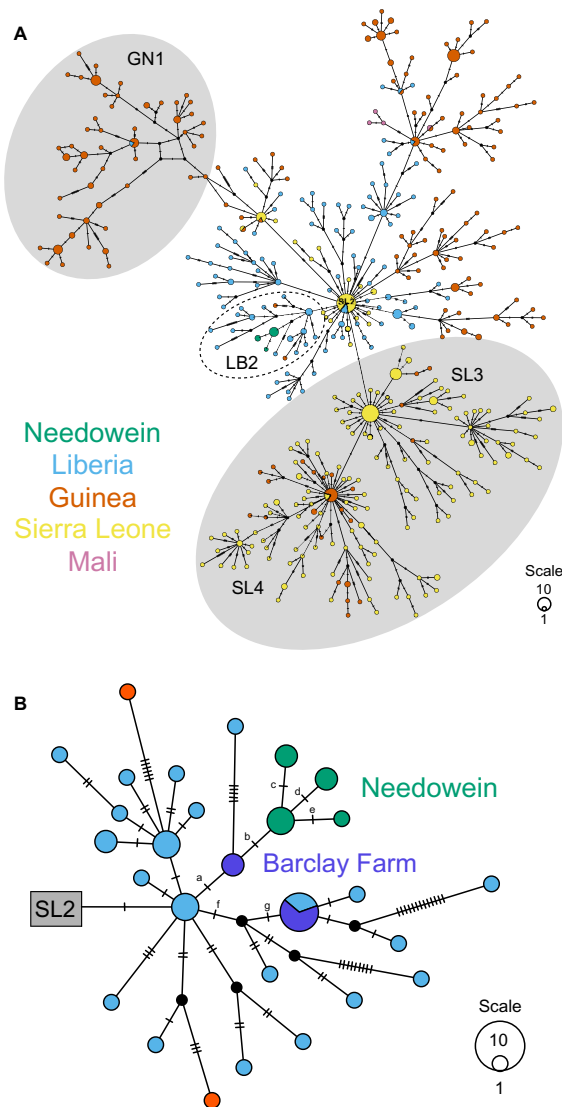 A
GN1
LB2
SL3
SL4
Needowein
Liberia
Guinea
Sierra Leone
Mali
Scale
10
1
B
Needowein
Barclay Farm
SL2
a
b
c
d
e
f
g
Scale
10
1